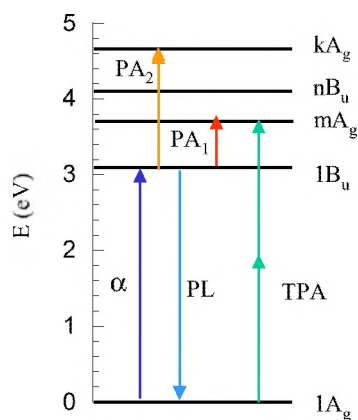 5
4
3
2
1
0
E (eV)
kA_g
nB_u
mA_g
1B_u
1A_g
PA_2
PA_1
α
PL
TPA